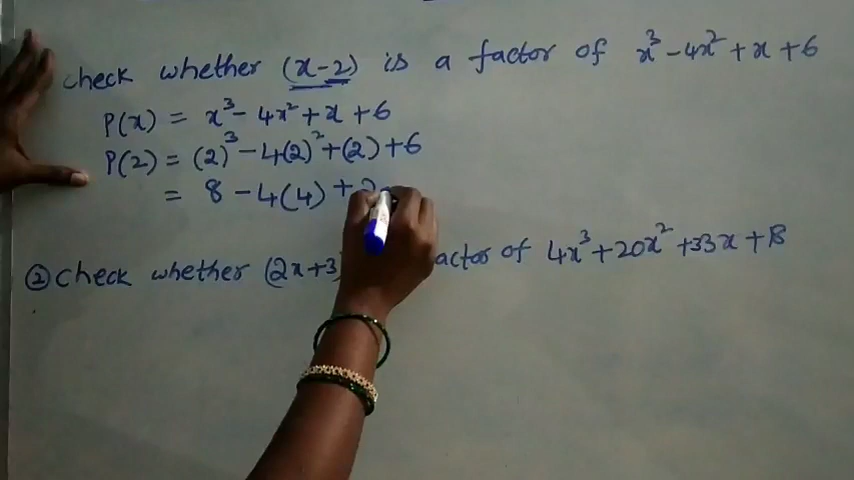 check whether (x-2) is a factor of x³ - 4x² + x + 6
P(x) = x³ - 4x² + x + 6
P(2) = (2)³ - 4(2)² + (2) + 6
= 8 - 4(4) + 2
② check whether (2x+3) actor of 4x³ + 20x² + 33x + 18